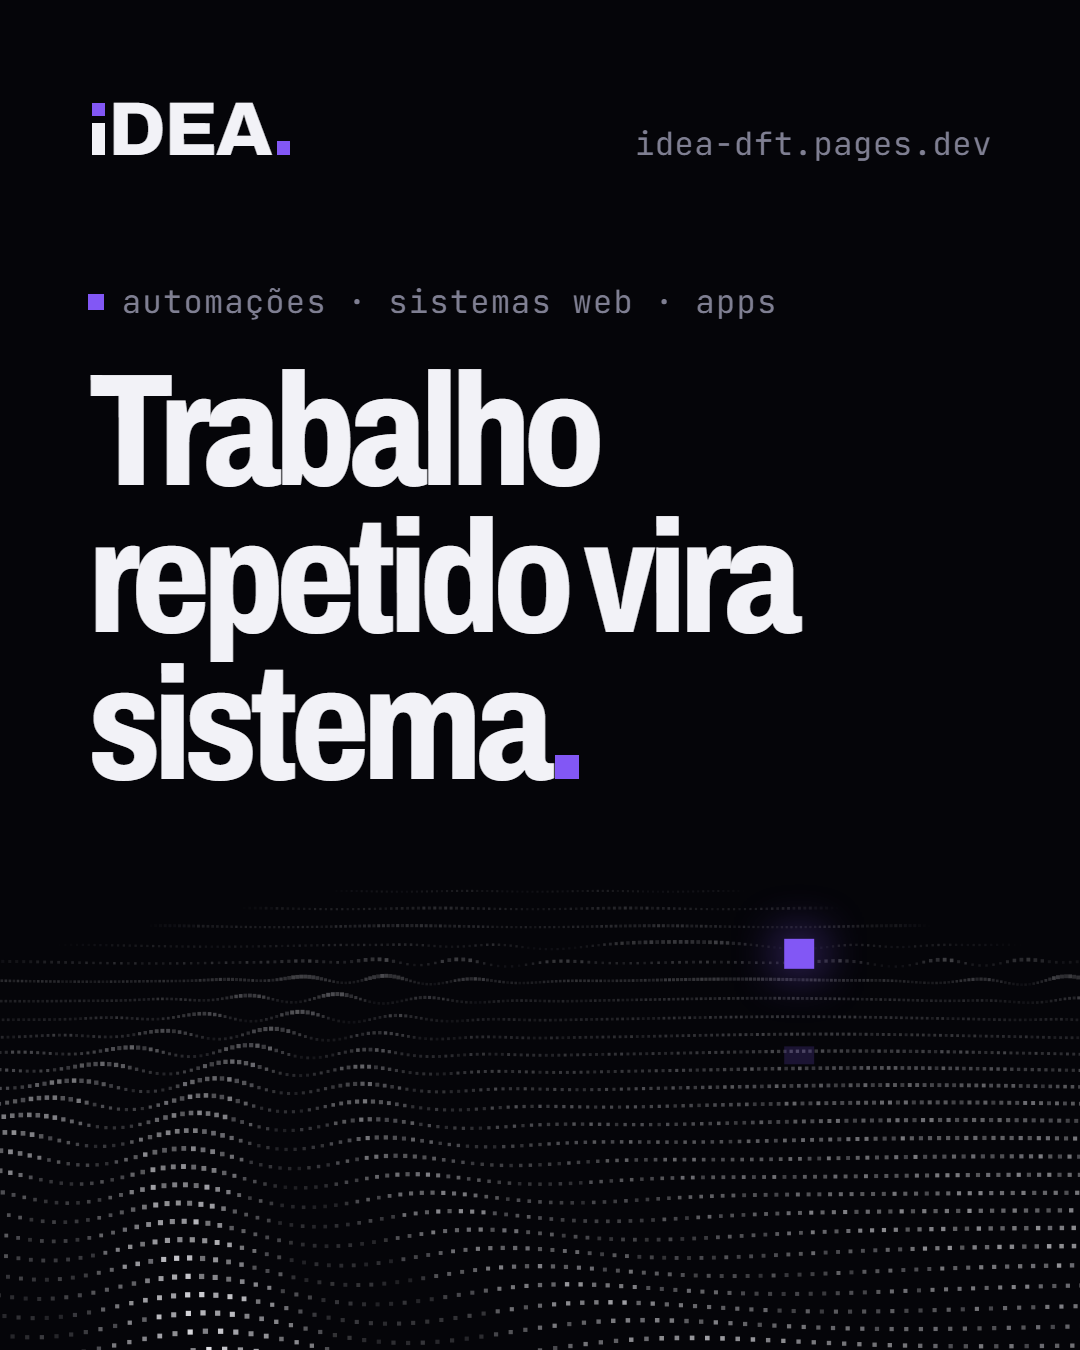 iDEA.
idea-dft.pages.dev
automações · sistemas web · apps
Trabalho
repetido vira
sistema.